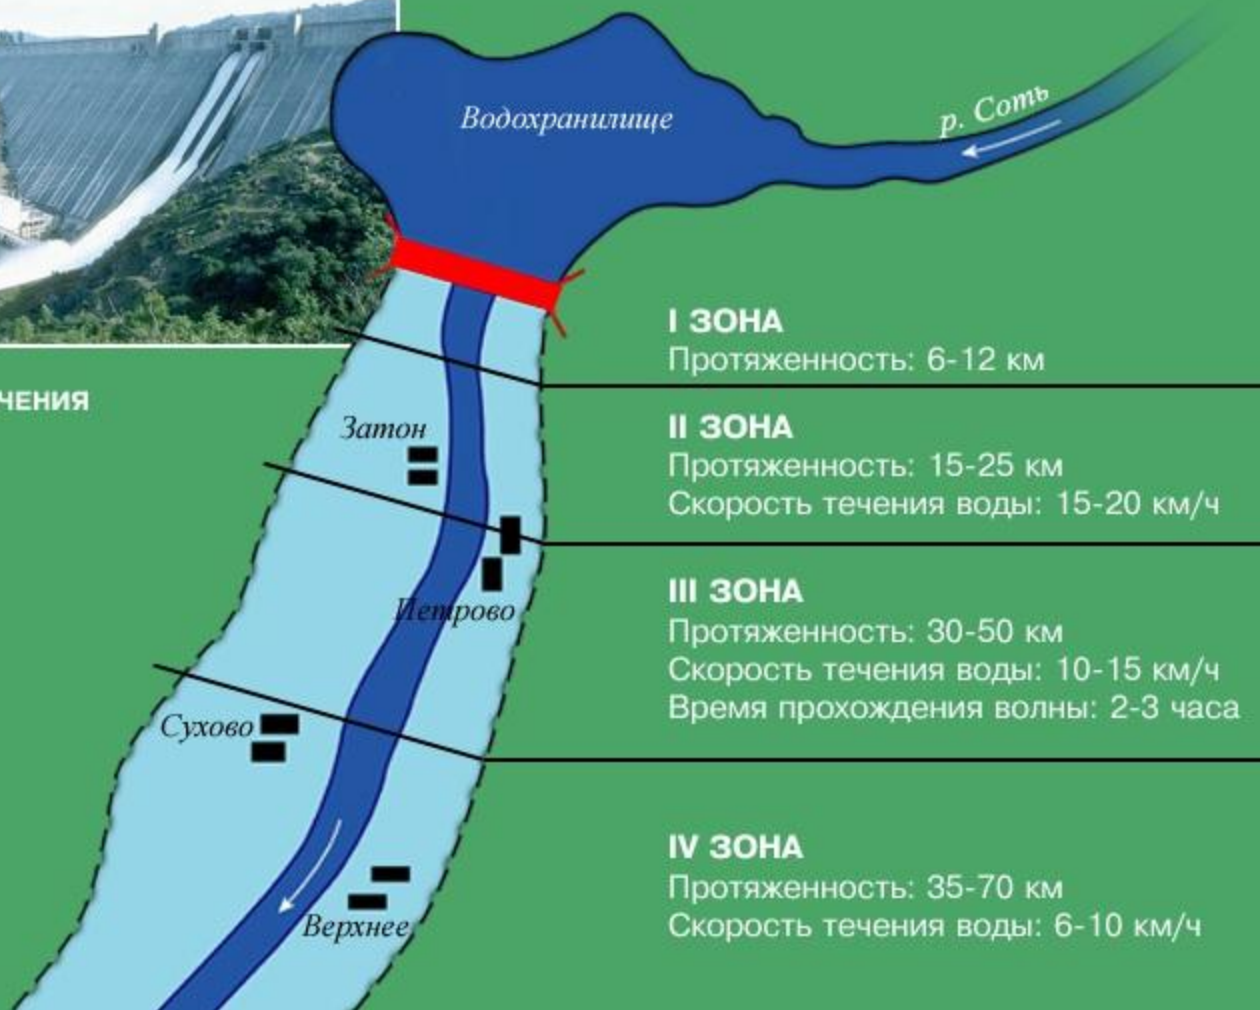 Водохранилище
р. Соть
I ЗОНА
Протяженность: 6-12 км
ЧЕНИЯ
II ЗОНА
Протяженность: 15-25 км
Скорость течения воды: 15-20 км/ч
Затон
III ЗОНА
Протяженность: 30-50 км
Скорость течения воды: 10-15 км/ч
Время прохождения волны: 2-3 часа
Петрово
Сухово
IV ЗОНА
Протяженность: 35-70 км
Скорость течения воды: 6-10 км/ч
Верхнее